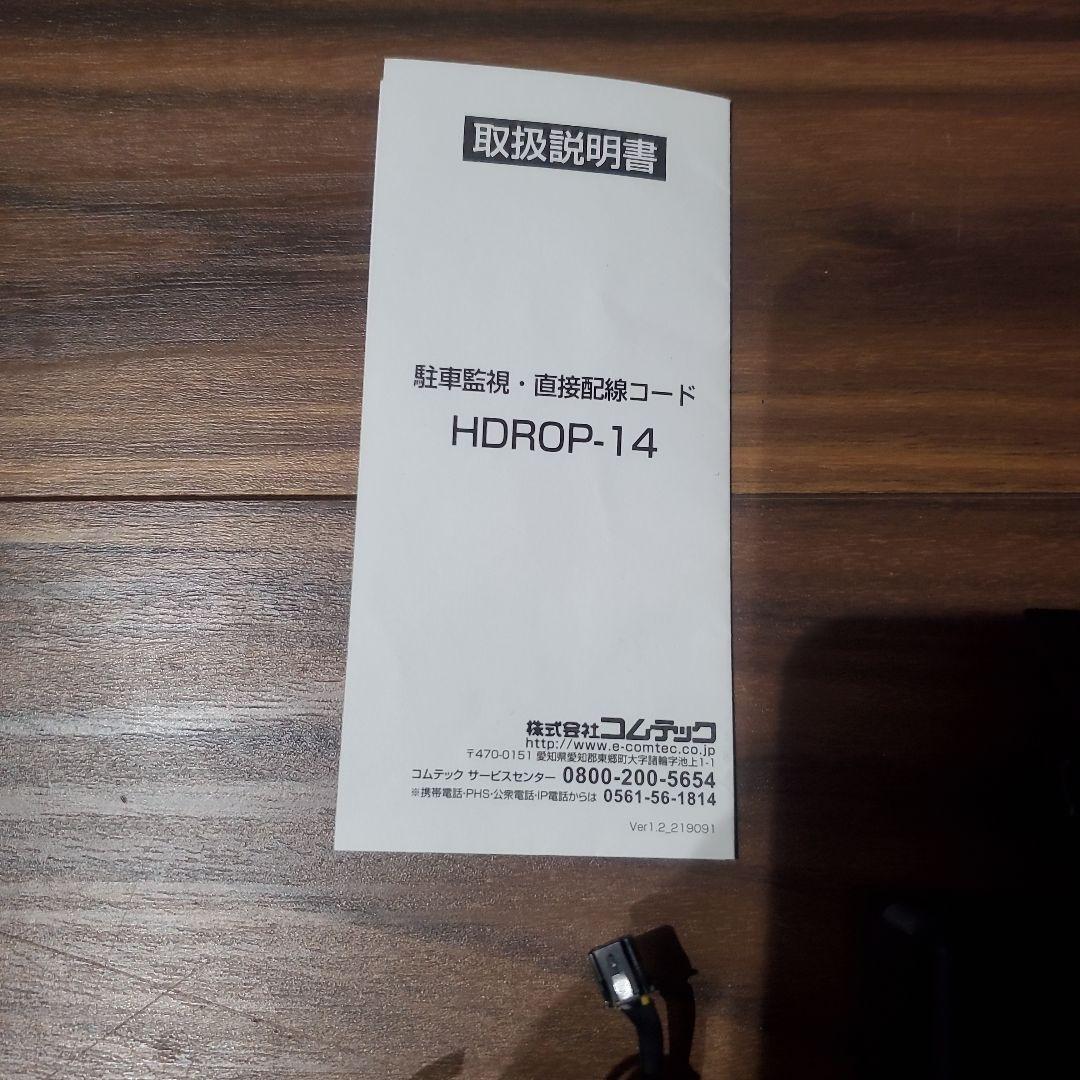 取扱説明書
駐車監視・直接配線コード
HDROP-14
株式会社コムテック
http://www.e-comtec.co.jp
〒470-0151 愛知県愛知郡東郷町大字諸輪字池上1-1
コムテック サービスセンター 0800-200-5654
※携帯電話・PHS・公衆電話・IP電話からは 0561-56-1814
Ver1.2_219091